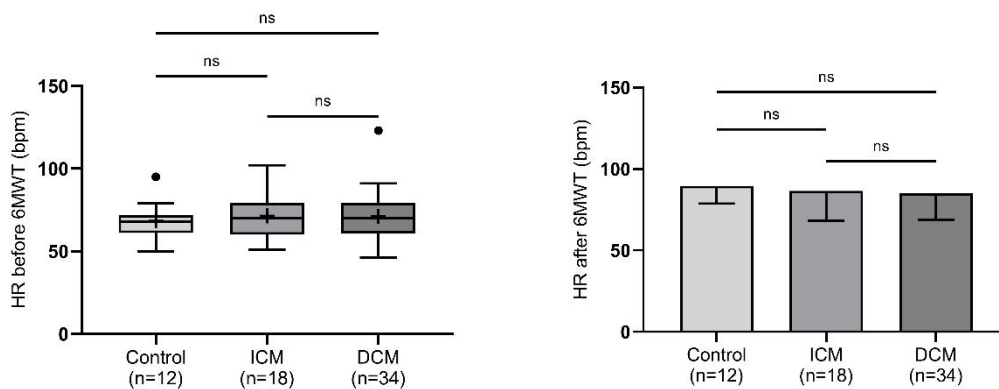 ns
ns
ns
150
100
50
0
HR before 6MWT (bpm)
Control
(n=12)
ICM
(n=18)
DCM
(n=34)
ns
ns
ns
150
100
50
0
HR after 6MWT (bpm)
Control
(n=12)
ICM
(n=18)
DCM
(n=34)